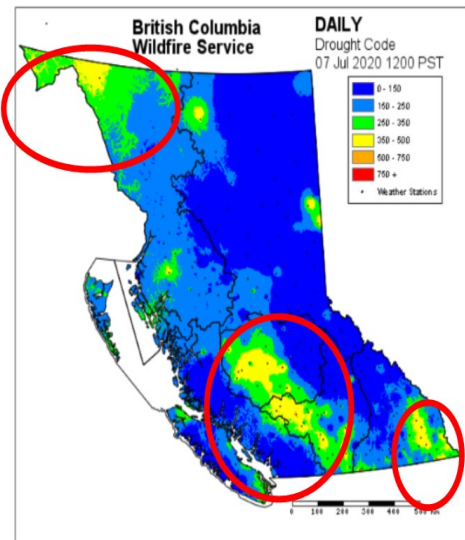 British Columbia
Wildfire Service
DAILY
Drought Code
07 Jul 2020 1200 PST
0 - 150
150 - 250
250 - 350
350 - 500
500 - 750
750 +
Weather Stations
0 100 200 300 400 500 Km